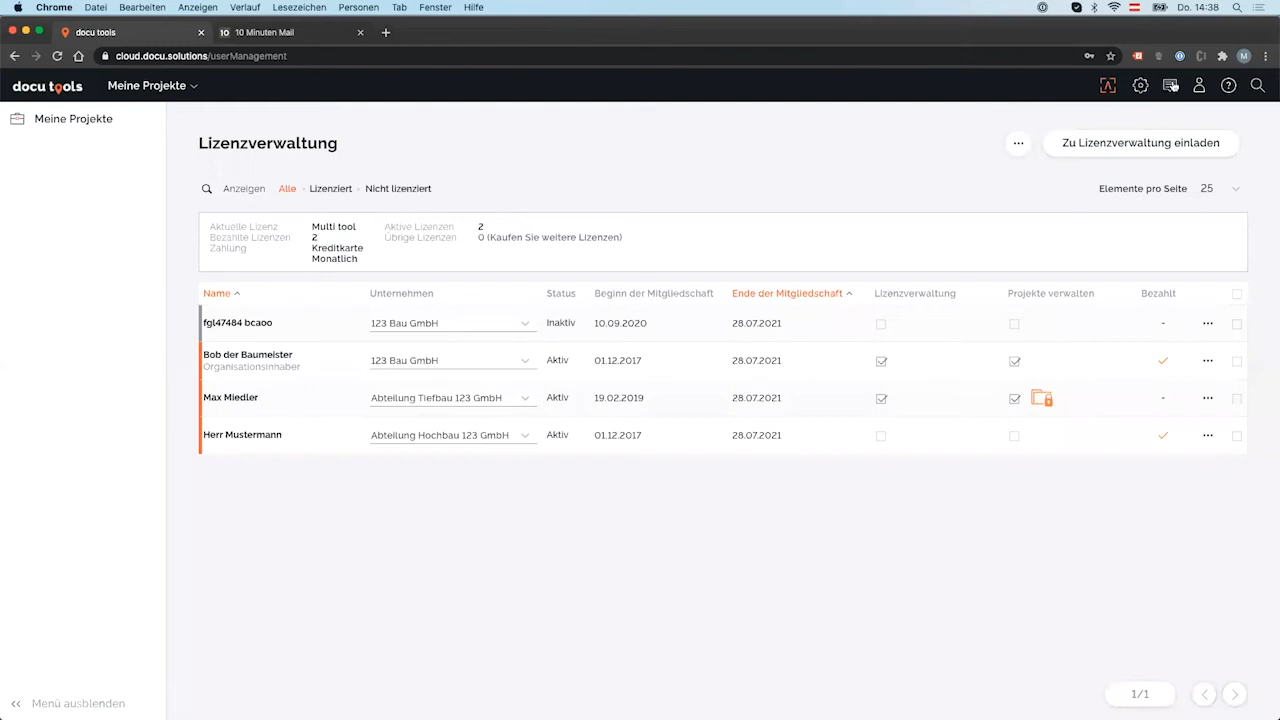 Chrome Datei Bearbeiten Anzeigen Verlauf Lesezeichen Personen Tab Fenster Hilfe Do. 14:38
docu tools 10 10 Minuten Mail
cloud.docu.solutions/userManagement M
docu tools Meine Projekte
Meine Projekte
Lizenzverwaltung Zu Lizenzverwaltung einladen
Anzeigen Alle Lizenziert Nicht lizenziert Elemente pro Seite 25
Aktuelle Lizenz Multi tool Aktive Lizenzen 2
Bezahlte Lizenzen 2 Übrige Lizenzen 0 (Kaufen Sie weitere Lizenzen)
Zahlung Kreditkarte
Monatlich
Name Unternehmen Status Beginn der Mitgliedschaft Ende der Mitgliedschaft Lizenzverwaltung Projekte verwalten Bezahlt
fgl47484 bcaoo 123 Bau GmbH Inaktiv 10.09.2020 28.07.2021 -
Bob der Baumeister 123 Bau GmbH Aktiv 01.12.2017 28.07.2021
Organisationsinhaber
Max Miedler Abteilung Tiefbau 123 GmbH Aktiv 19.02.2019 28.07.2021 -
Herr Mustermann Abteilung Hochbau 123 GmbH Aktiv 01.12.2017 28.07.2021
Menü ausblenden 1/1